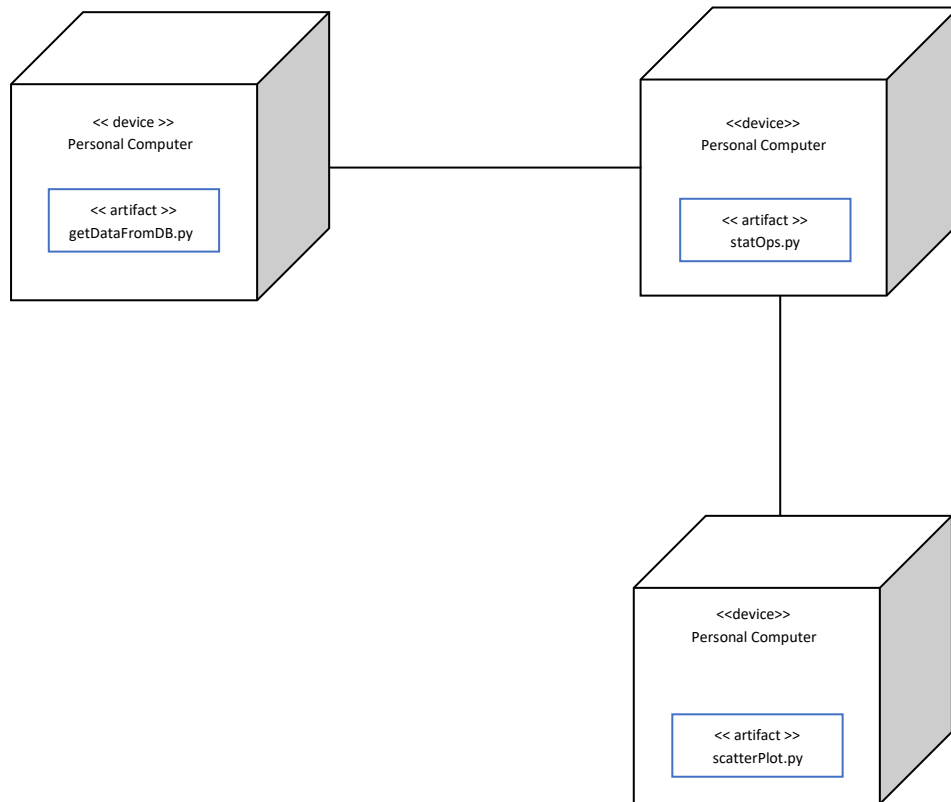 << device >>
Personal Computer
<< artifact >>
getDataFromDB.py
<<device>>
Personal Computer
<< artifact >>
statOps.py
<<device>>
Personal Computer
<< artifact >>
scatterPlot.py